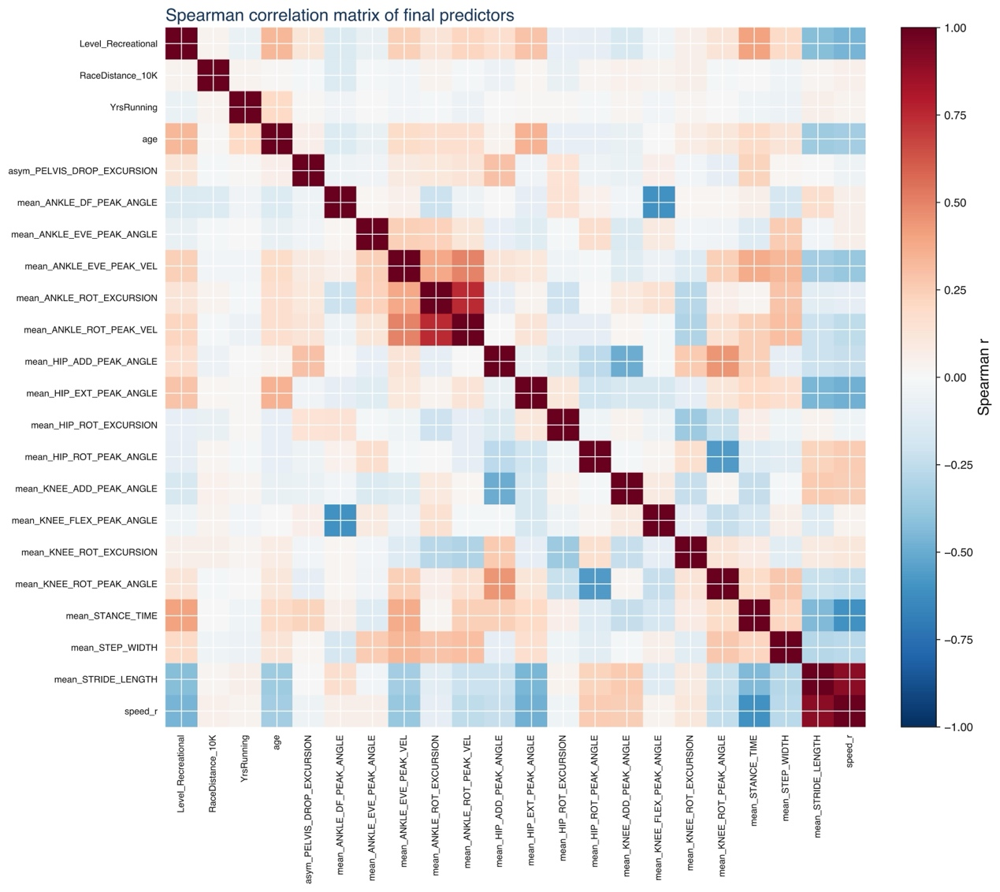 Spearman correlation matrix of final predictors
Level_Recreational
RaceDistance_10K
YrsRunning
age
asym_PELVIS_DROP_EXCURSION
mean_ANKLE_DF_PEAK_ANGLE
mean_ANKLE_EVE_PEAK_ANGLE
mean_ANKLE_EVE_PEAK_VEL
mean_ANKLE_ROT_EXCURSION
mean_ANKLE_ROT_PEAK_VEL
mean_HIP_ADD_PEAK_ANGLE
mean_HIP_EXT_PEAK_ANGLE
mean_HIP_ROT_EXCURSION
mean_HIP_ROT_PEAK_ANGLE
mean_KNEE_ADD_PEAK_ANGLE
mean_KNEE_FLEX_PEAK_ANGLE
mean_KNEE_ROT_EXCURSION
mean_KNEE_ROT_PEAK_ANGLE
mean_STANCE_TIME
mean_STEP_WIDTH
mean_STRIDE_LENGTH
speed_r
Level_Recreational
RaceDistance_10K
YrsRunning
age
asym_PELVIS_DROP_EXCURSION
mean_ANKLE_DF_PEAK_ANGLE
mean_ANKLE_EVE_PEAK_ANGLE
mean_ANKLE_EVE_PEAK_VEL
mean_ANKLE_ROT_EXCURSION
mean_ANKLE_ROT_PEAK_VEL
mean_HIP_ADD_PEAK_ANGLE
mean_HIP_EXT_PEAK_ANGLE
mean_HIP_ROT_EXCURSION
mean_HIP_ROT_PEAK_ANGLE
mean_KNEE_ADD_PEAK_ANGLE
mean_KNEE_FLEX_PEAK_ANGLE
mean_KNEE_ROT_EXCURSION
mean_KNEE_ROT_PEAK_ANGLE
mean_STANCE_TIME
mean_STEP_WIDTH
mean_STRIDE_LENGTH
speed_r
1.00
0.75
0.50
0.25
0.00
−0.25
−0.50
−0.75
−1.00
Spearman r